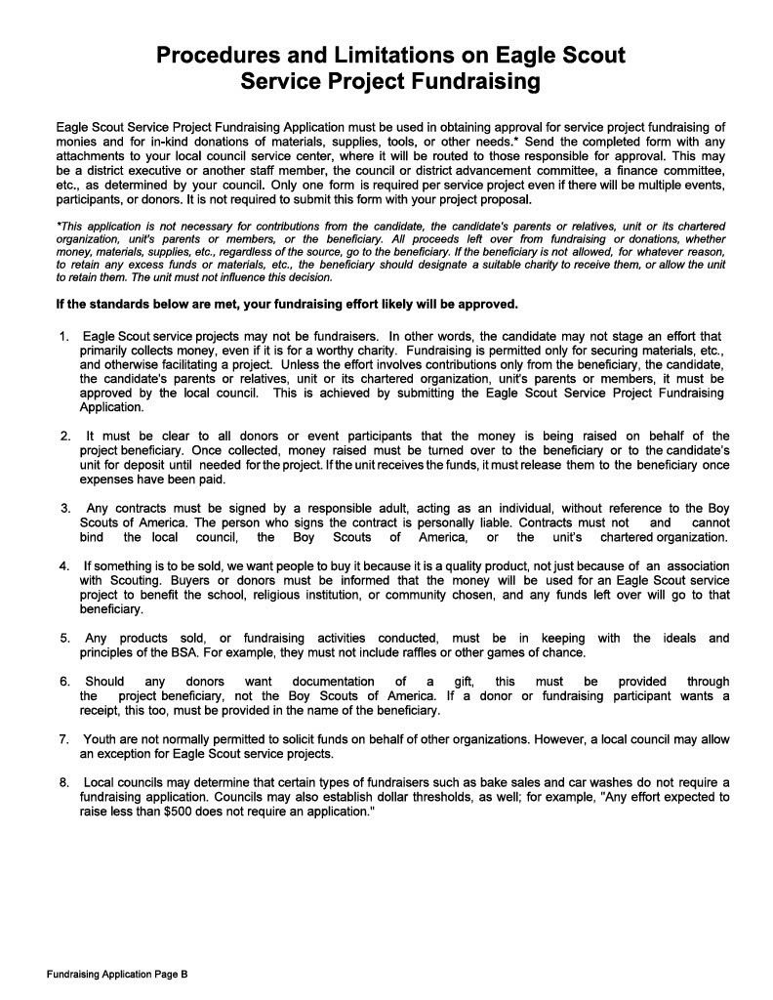 Procedures and Limitations on Eagle Scout
Service Project Fundraising
Eagle Scout Service Project Fundraising Application must be used in obtaining approval for service project fundraising of
monies and for in-kind donations of materials, supplies, tools, or other needs.* Send the completed form with any
attachments to your local council service center, where it will be routed to those responsible for approval. This may
be a district executive or another staff member, the council or district advancement committee, a finance committee,
etc., as determined by your council. Only one form is required per service project even if there will be multiple events,
participants, or donors. It is not required to submit this form with your project proposal.
*This application is not necessary for contributions from the candidate, the candidate's parents or relatives, unit or its chartered
organization, unit's parents or members, or the beneficiary. All proceeds left over from fundraising or donations, whether
money, materials, supplies, etc., regardless of the source, go to the beneficiary. If the beneficiary is not allowed, for whatever reason,
to retain any excess funds or materials, etc., the beneficiary should designate a suitable charity to receive them, or allow the unit
to retain them. The unit must not influence this decision.
If the standards below are met, your fundraising effort likely will be approved.
1. Eagle Scout service projects may not be fundraisers. In other words, the candidate may not stage an effort that
primarily collects money, even if it is for a worthy charity. Fundraising is permitted only for securing materials, etc.,
and otherwise facilitating a project. Unless the effort involves contributions only from the beneficiary, the candidate,
the candidate's parents or relatives, unit or its chartered organization, unit's parents or members, it must be
approved by the local council. This is achieved by submitting the Eagle Scout Service Project Fundraising
Application.
2. It must be clear to all donors or event participants that the money is being raised on behalf of the
project beneficiary. Once collected, money raised must be turned over to the beneficiary or to the candidate's
unit for deposit until needed for the project. If the unit receives the funds, it must release them to the beneficiary once
expenses have been paid.
3. Any contracts must be signed by a responsible adult, acting as an individual, without reference to the Boy
Scouts of America. The person who signs the contract is personally liable. Contracts must not and cannot
bind the local council, the Boy Scouts of America, or the unit's chartered organization.
4. If something is to be sold, we want people to buy it because it is a quality product, not just because of an association
with Scouting. Buyers or donors must be informed that the money will be used for an Eagle Scout service
project to benefit the school, religious institution, or community chosen, and any funds left over will go to that
beneficiary.
5. Any products sold, or fundraising activities conducted, must be in keeping with the ideals and
principles of the BSA. For example, they must not include raffles or other games of chance.
6. Should any donors want documentation of a gift, this must be provided through
the project beneficiary, not the Boy Scouts of America. If a donor or fundraising participant wants a
receipt, this too, must be provided in the name of the beneficiary.
7. Youth are not normally permitted to solicit funds on behalf of other organizations. However, a local council may allow
an exception for Eagle Scout service projects.
8. Local councils may determine that certain types of fundraisers such as bake sales and car washes do not require a
fundraising application. Councils may also establish dollar thresholds, as well; for example, "Any effort expected to
raise less than $500 does not require an application."
Fundraising Application Page B